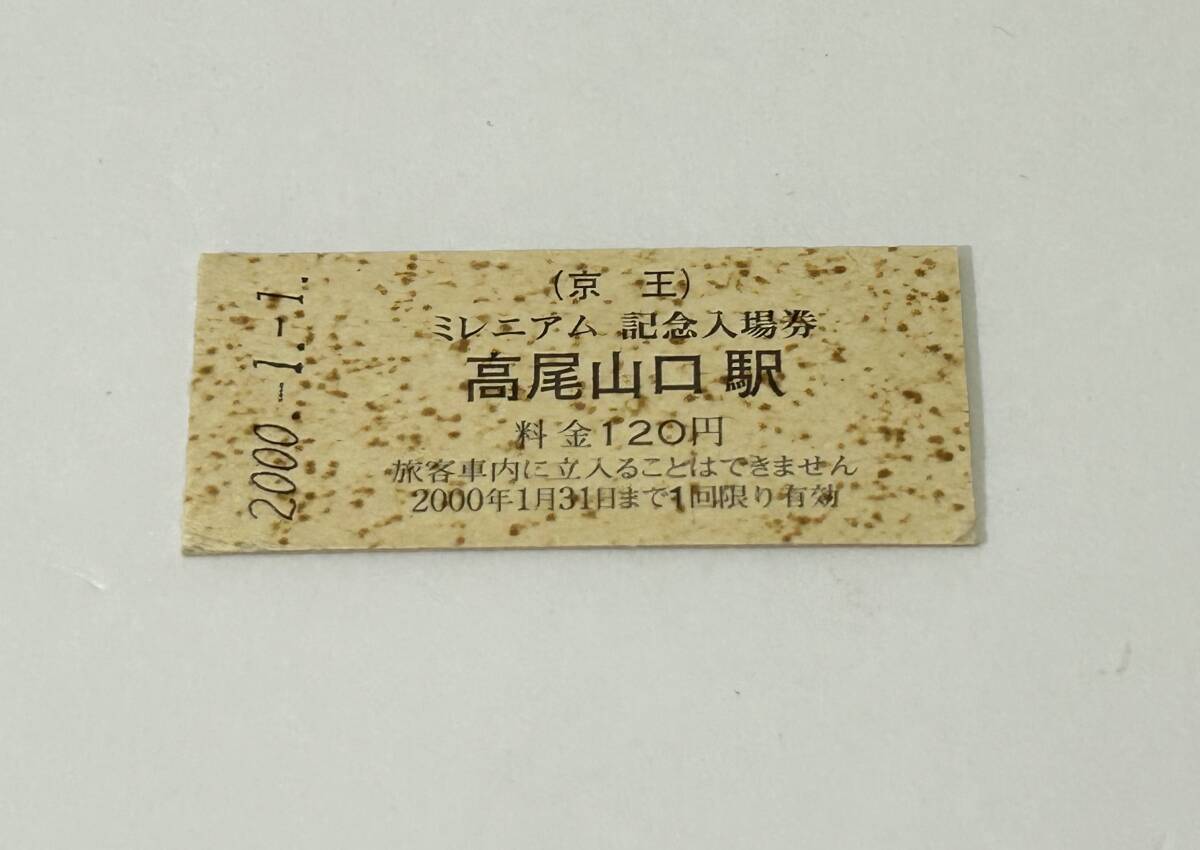 2000.-1.-1.
(京 王)
ミレニアム 記念入場券
高尾山口駅
料金120円
旅客車内に立入ることはできません
2000年1月31日まで1回限り有効